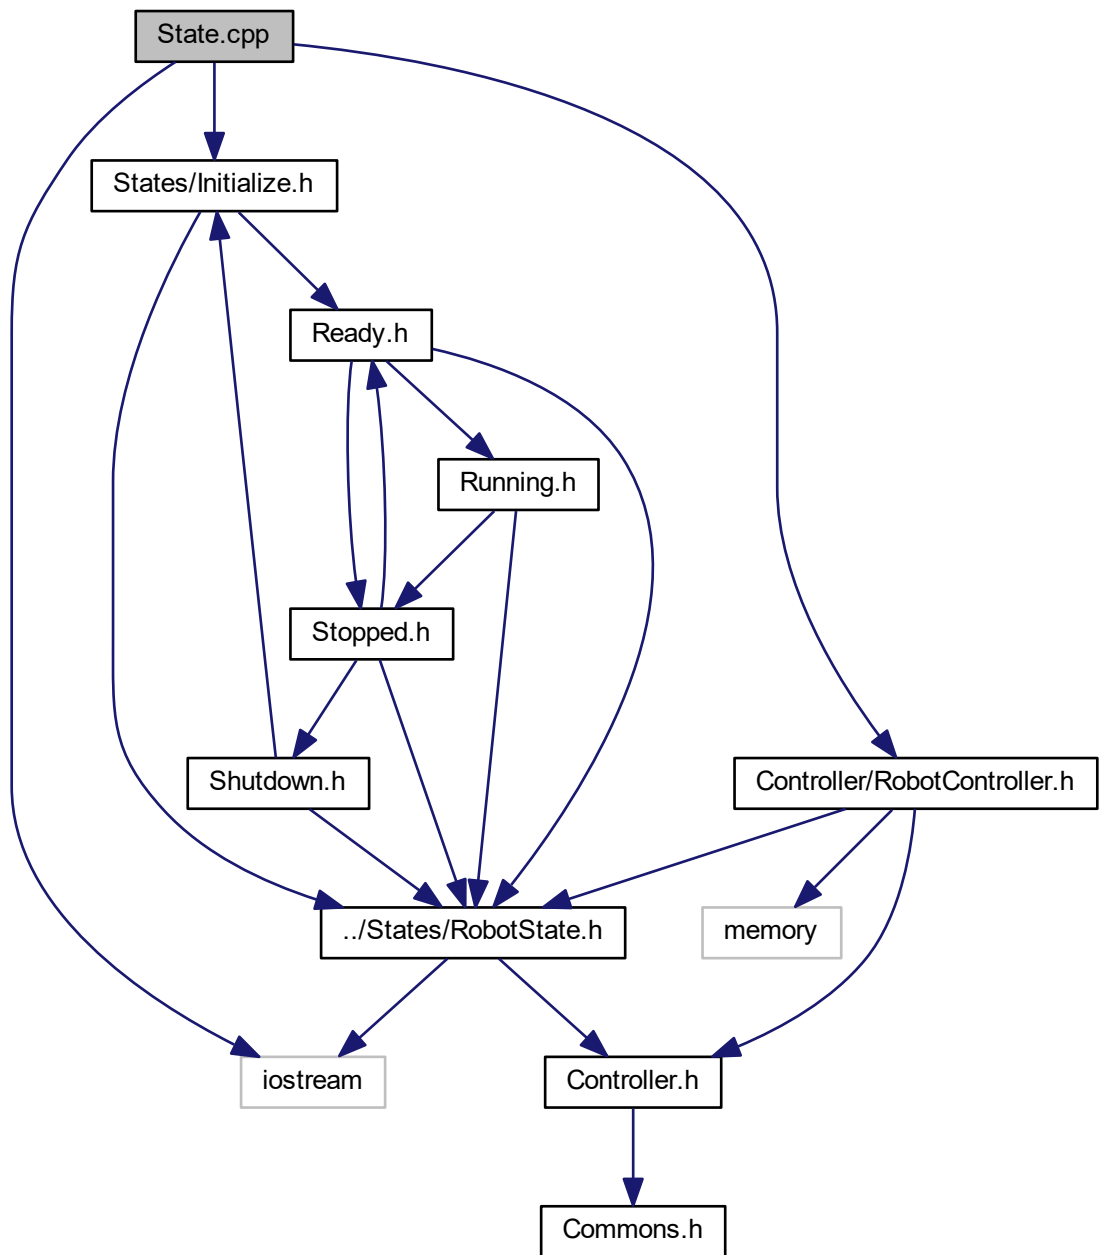 State.cpp
States/Initialize.h
Ready.h
Running.h
Stopped.h
Shutdown.h
Controller/RobotController.h
../States/RobotState.h
memory
iostream
Controller.h
Commons.h